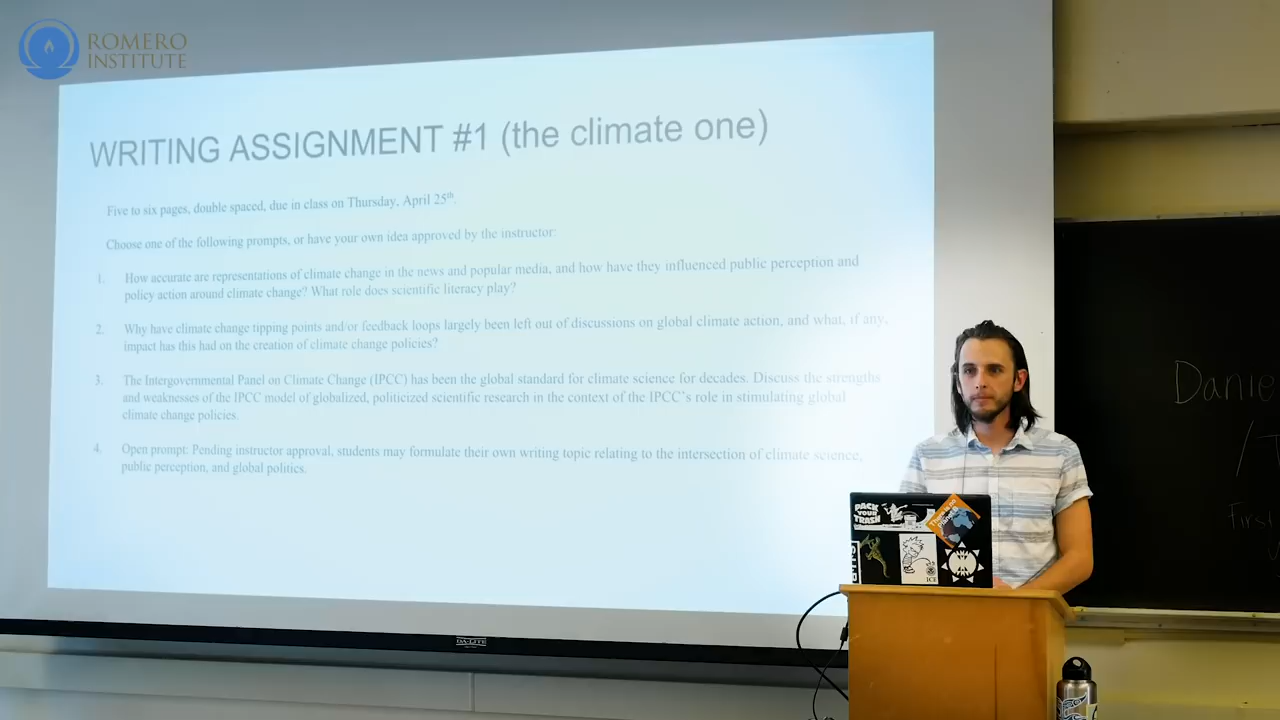 ROMERO
INSTITUTE
WRITING ASSIGNMENT #1 (the climate one)
Five to six pages, double spaced, due in class on Thursday, April 25th.
Choose one of the following prompts, or have your own idea approved by the instructor:
1. How accurate are representations of climate change in the news and popular media, and how have they influenced public perception and
policy action around climate change? What role does scientific literacy play?
2. Why have climate change tipping points and/or feedback loops largely been left out of discussions on global climate action, and what, if any,
impact has this had on the creation of climate change policies?
3. The Intergovernmental Panel on Climate Change (IPCC) has been the global standard for climate science for decades. Discuss the strengths
and weaknesses of the IPCC model of globalized, politicized scientific research in the context of the IPCC's role in stimulating global
climate change policies.
4. Open prompt: Pending instructor approval, students may formulate their own writing topic relating to the intersection of climate science,
public perception, and global politics.
DA-LITE
Danie
First
PACK
YOUR
TRASH
There is no
ICE